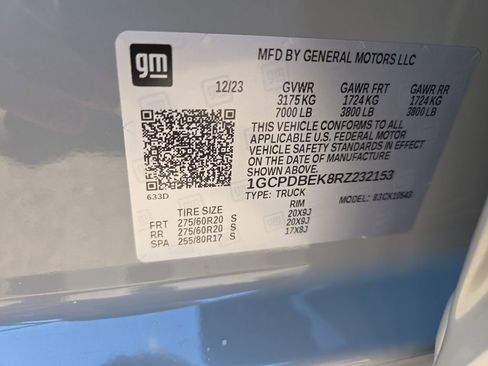 gm
MFD BY GENERAL MOTORS LLC
12/23 GVWR GAWR FRT GAWR RR
3175 KG 1724 KG 1724 KG
7000 LB 3800 LB 3800 LB
THIS VEHICLE CONFORMS TO ALL
APPLICABLE U.S. FEDERAL MOTOR
VEHICLE SAFETY STANDARDS IN EFFECT
ON THE DATE OF MANUFACTURE
SHOWN ABOVE.
1GCPDBEK8RZ232153
633D TYPE: TRUCK MODEL:
TIRE SIZE RIM
FRT 275/60R20 S 20X9J
RR 275/60R20 S 20X9J
SPA 255/80R17 S 17X8J